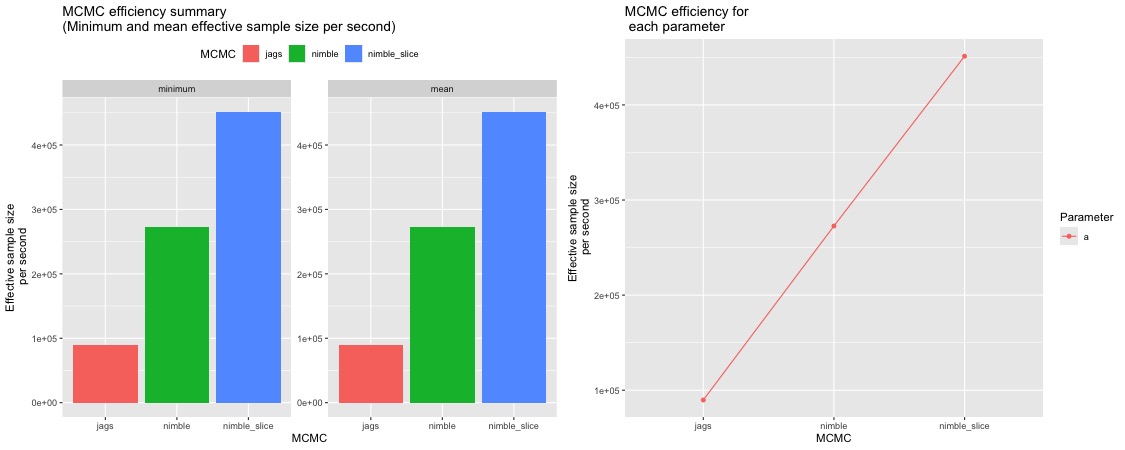 MCMC efficiency summary
(Minimum and mean effective sample size per second)
MCMC jags nimble nimble_slice
minimum
mean
4e+05
3e+05
2e+05
1e+05
0e+00
4e+05
3e+05
2e+05
1e+05
0e+00
Effective sample size
per second
jags nimble nimble_slice
jags nimble nimble_slice
MCMC
MCMC efficiency for
each parameter
4e+05
3e+05
2e+05
1e+05
Effective sample size
per second
jags nimble nimble_slice
MCMC
Parameter
a